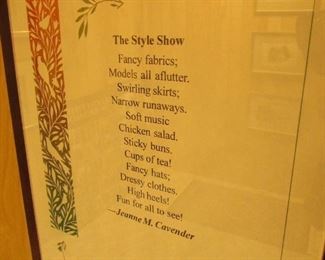 The Style Show
Fancy fabrics;
Models all aflutter.
Swirling skirts;
Narrow runaways.
Soft music
Chicken salad.
Sticky buns.
Cups of tea!
Fancy hats;
Dressy clothes,
High heels!
Fun for all to see!
—Jeanne M. Cavender